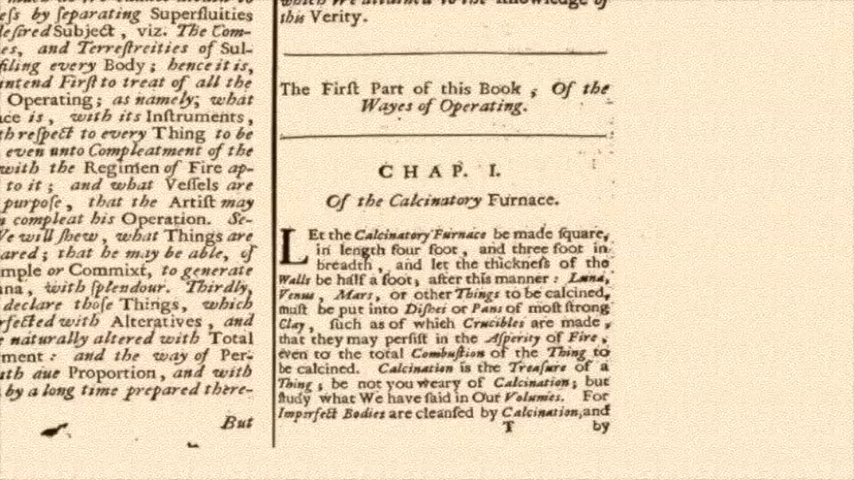 ess by separating Superfluities
desired Subject, viz. The Com-
es, and Terrestreities of Sul-
filing every Body; hence it is,
intend First to treat of all the
Operating; as namely; what
ce is, with its Instruments,
th respect to every Thing to be
even unto Compleatment of the
with the Regimen of Fire ap-
to it; and what Vessels are
purpose, that the Artist may
compleat his Operation. Se-
We will shew, what Things are
ared; that he may be able, of
mple or Commixt, to generate
na, with splendour. Thirdly,
declare those Things, which
rfected with Alteratives, and
e naturally altered with Total
ment: and the way of Per-
ith due Proportion, and with
by a long time prepared there-
But
this Verity.
The First Part of this Book, Of the
Wayes of Operating.
CHAP. I.
Of the Calcinatory Furnace.
LEt the Calcinatory Furnace be made square,
in length four foot, and three foot in
breadth, and let the thickness of the
Walls be half a foot; after this manner: Luna,
Venus, Mars, or other Things to be calcined,
must be put into Dishes or Pans of most strong
Clay, such as of which Crucibles are made,
that they may persist in the Asperity of Fire,
even to the total Combustion of the Thing to
be calcined. Calcination is the Treasure of a
Thing; be not you weary of Calcination; but
study what We have said in Our Volumes. For
Imperfect Bodies are cleansed by Calcination, and
T by